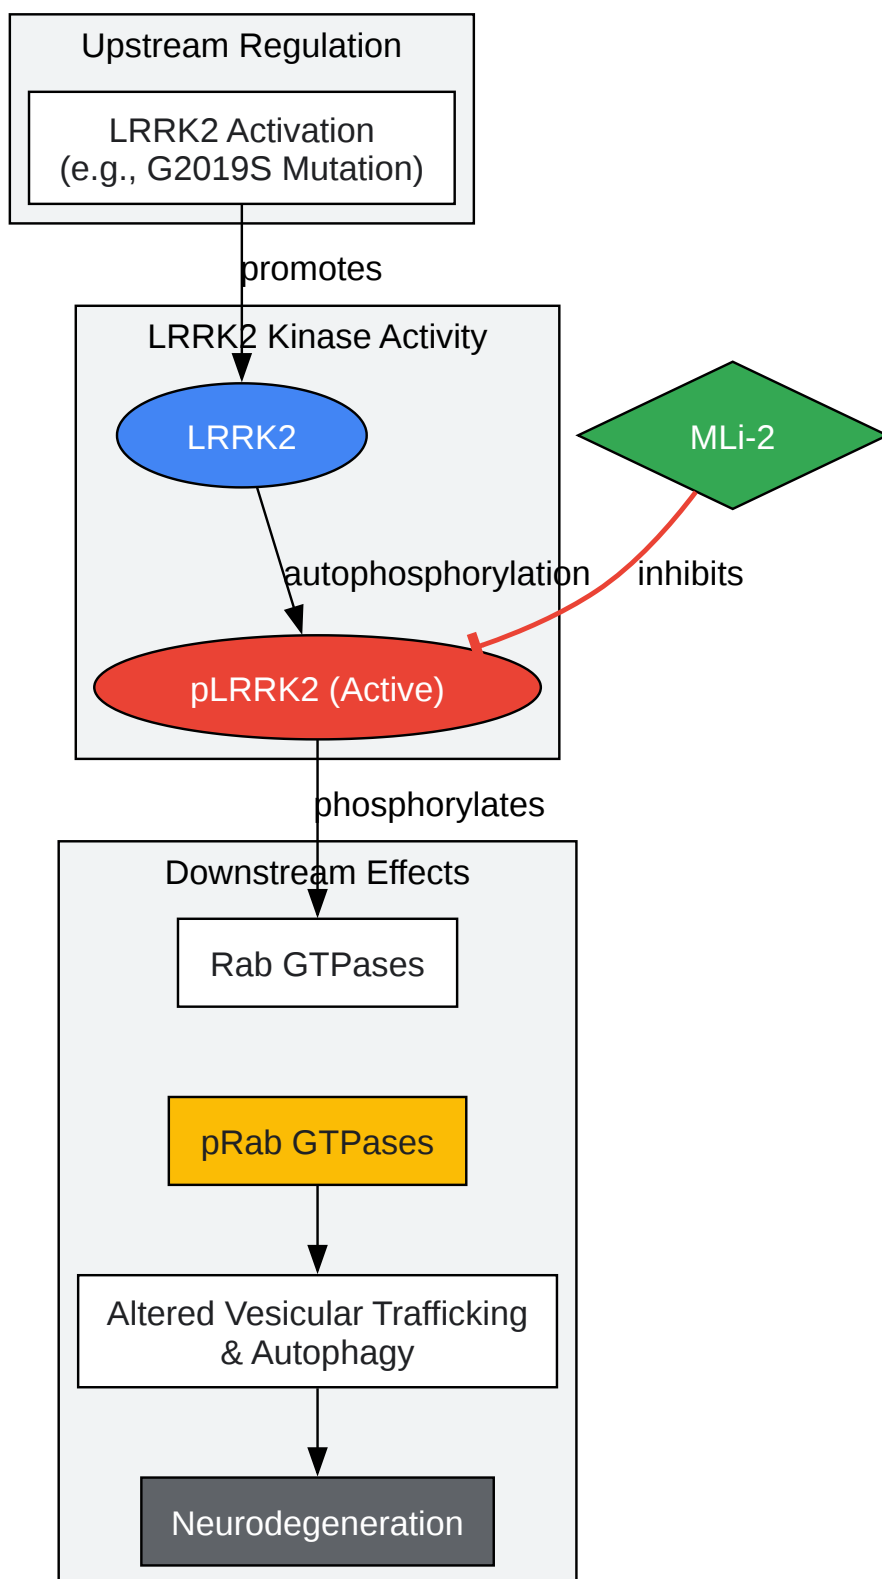 Upstream Regulation
LRRK2 Activation
(e.g., G2019S Mutation)
promotes
LRRK2 Kinase Activity
LRRK2
MLi-2
autophosphorylation
inhibits
pLRRK2 (Active)
phosphorylates
Downstream Effects
Rab GTPases
pRab GTPases
Altered Vesicular Trafficking
& Autophagy
Neurodegeneration